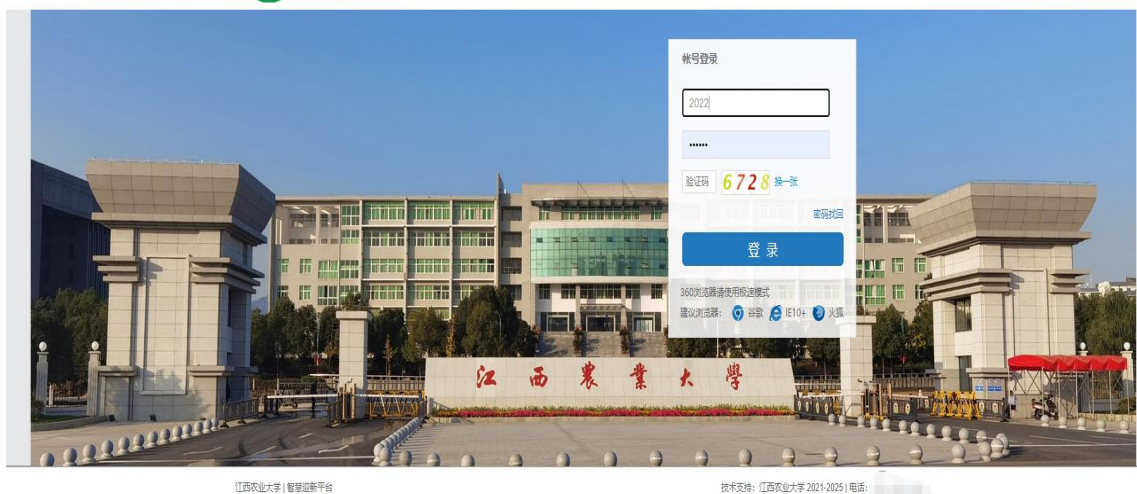 帐号登录
2022
••••••
验证码 6728 换一张
密码找回
登录
360浏览器请使用极速模式
建议浏览器： 谷歌 IE10+ 火狐
江西农業大學
江西农业大学 | 智慧迎新平台
技术支持：江西农业大学 2021-2025 | 电话：